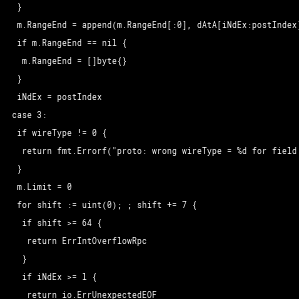 }
m.RangeEnd = append(m.RangeEnd[:0], dAtA[iNdEx:postIndex]
if m.RangeEnd == nil {
m.RangeEnd = []byte{}
}
iNdEx = postIndex
case 3:
if wireType != 0 {
return fmt.Errorf("proto: wrong wireType = %d for field
}
m.Limit = 0
for shift := uint(0); ; shift += 7 {
if shift >= 64 {
return ErrIntOverflowRpc
}
if iNdEx >= l {
return io.ErrUnexpectedEOF